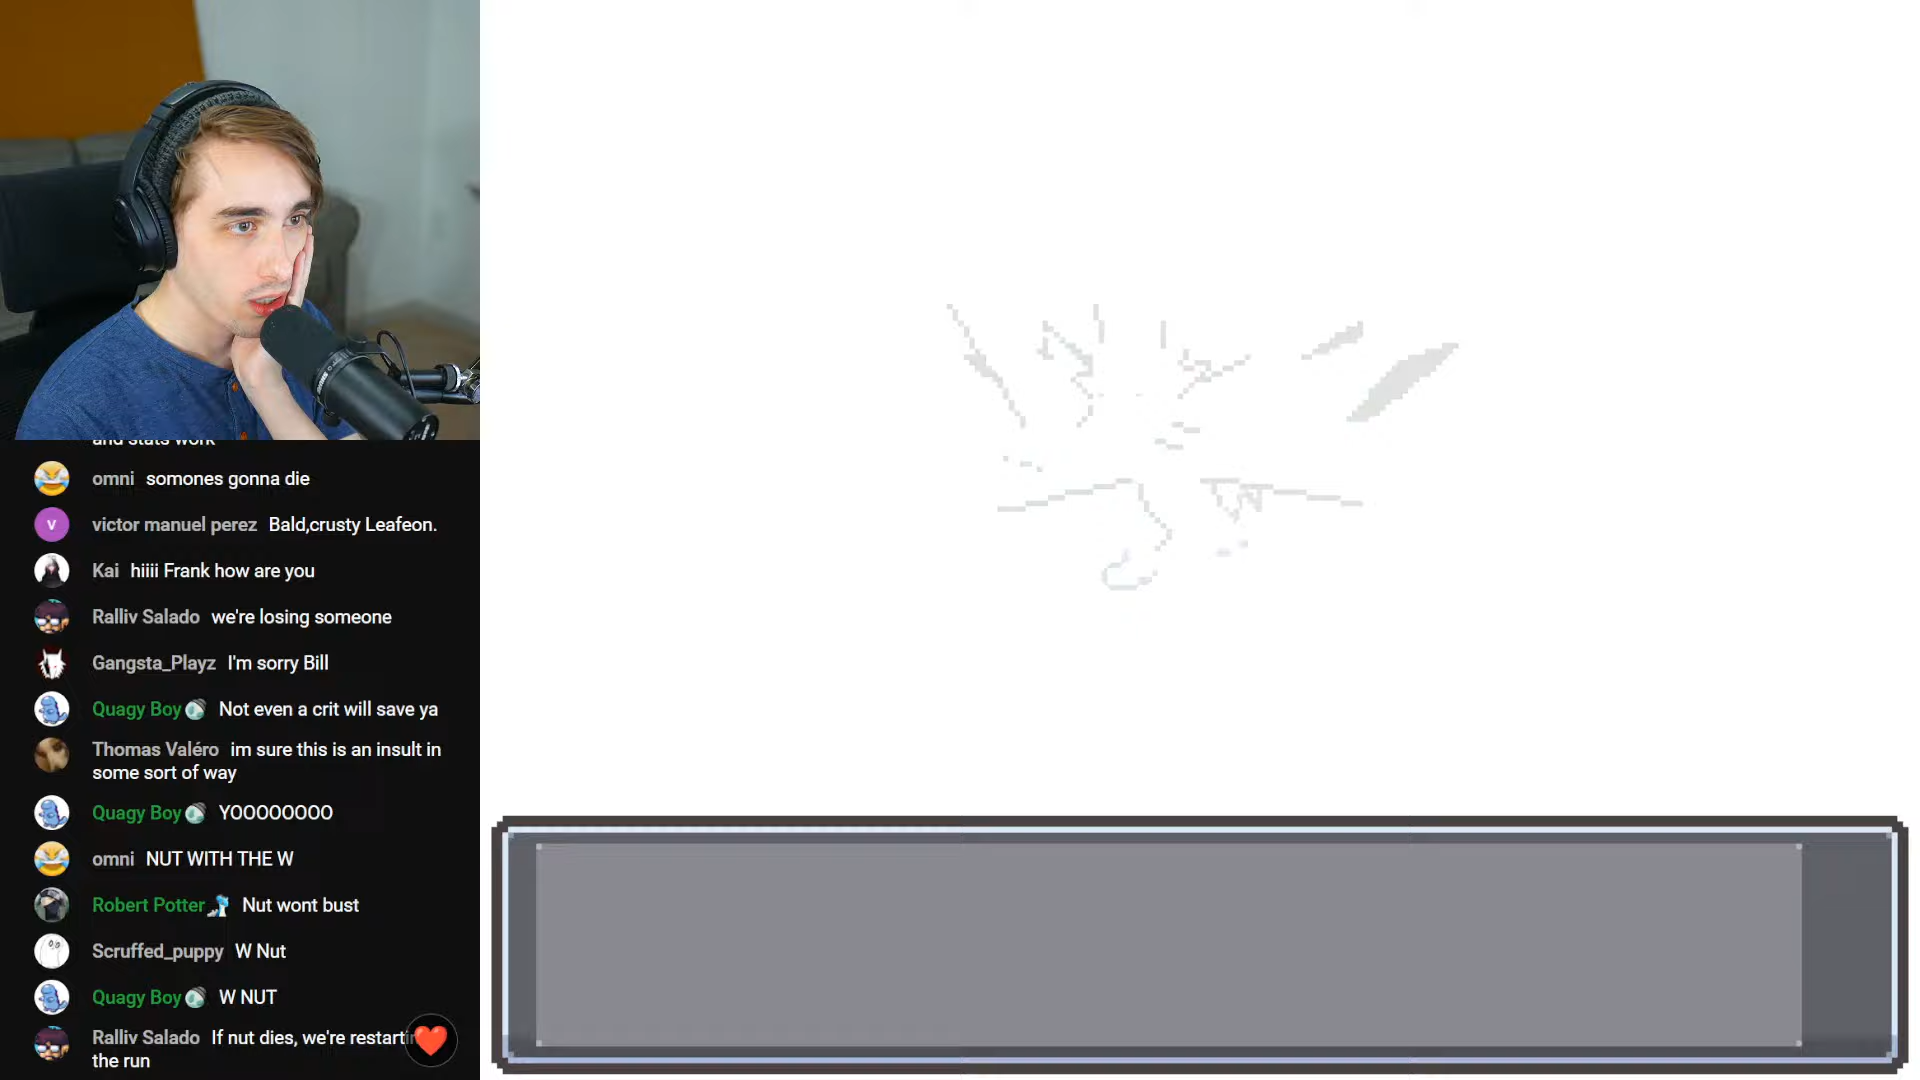 and stats work
omni somones gonna die
victor manuel perez Bald,crusty Leafeon.
Kai hiiii Frank how are you
Ralliv Salado we're losing someone
Gangsta_Playz I'm sorry Bill
Quagy Boy Not even a crit will save ya
Thomas Valéro im sure this is an insult in
some sort of way
Quagy Boy YOOOOOOOO
omni NUT WITH THE W
Robert Potter Nut wont bust
Scruffed_puppy W Nut
Quagy Boy W NUT
Ralliv Salado If nut dies, we're
the run